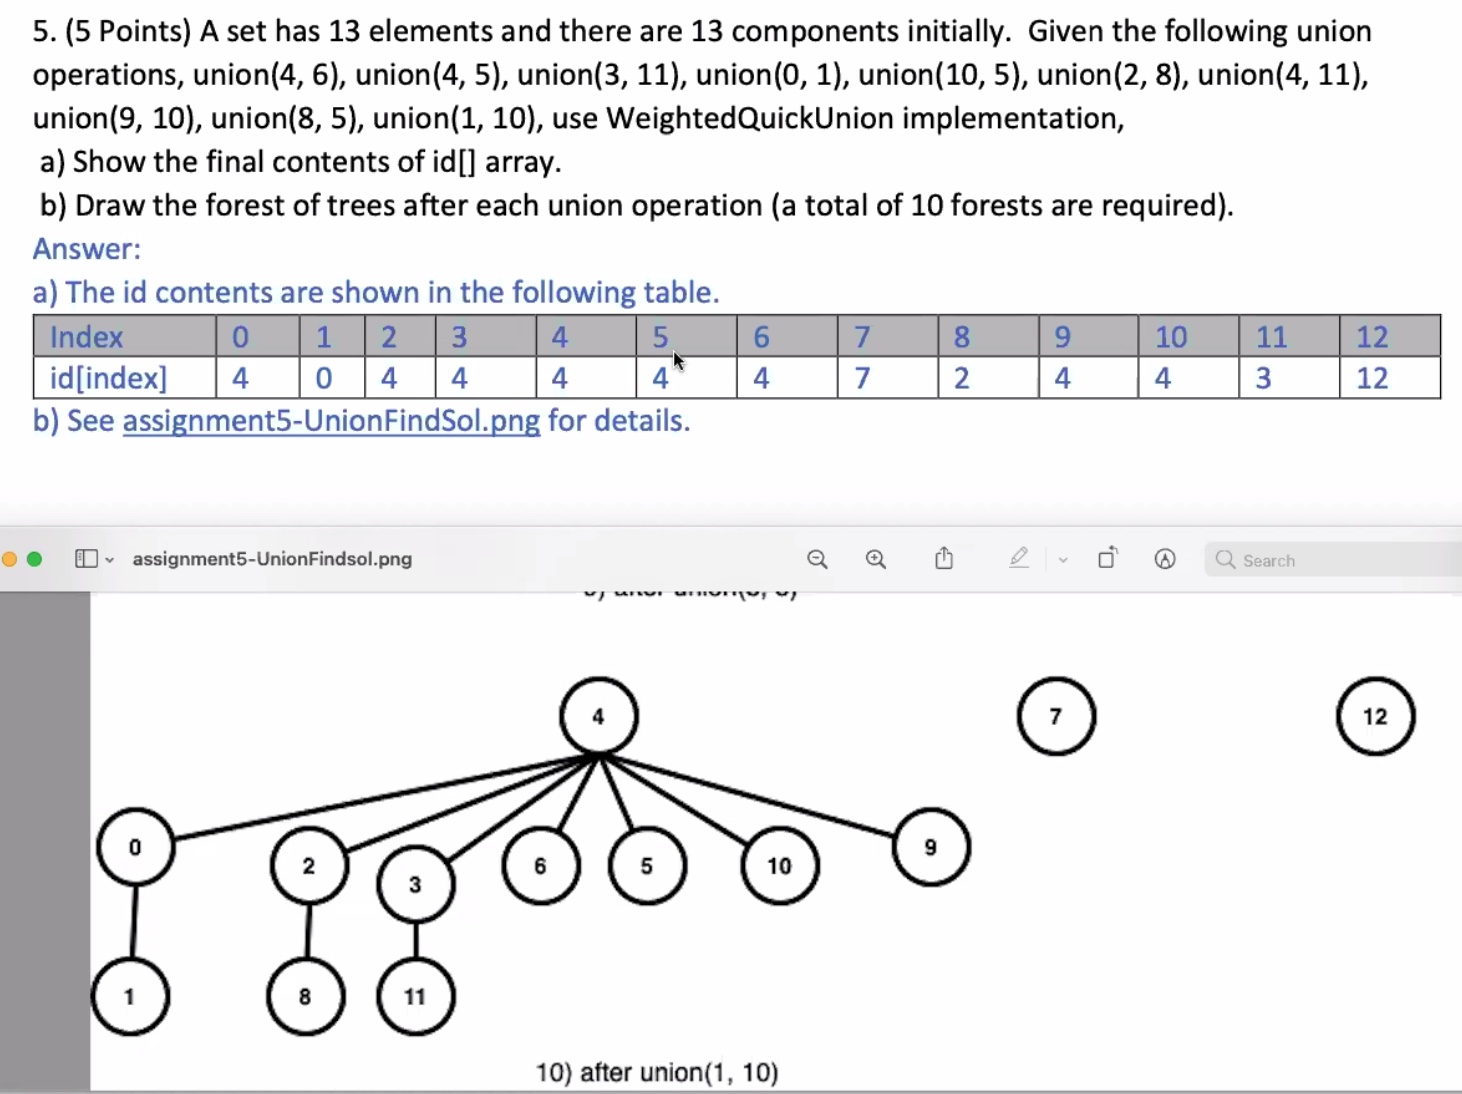 5. (5 Points) A set has 13 elements and there are 13 components initially. Given the following union
operations, union(4, 6), union(4, 5), union(3, 11), union(0, 1), union(10, 5), union(2, 8), union(4, 11),
union(9, 10), union(8, 5), union(1, 10), use WeightedQuickUnion implementation,
a) Show the final contents of id[] array.
b) Draw the forest of trees after each union operation (a total of 10 forests are required).
Answer:
a) The id contents are shown in the following table.
Index 0 1 2 3 4 5 6 7 8 9 10 11 12
id[index] 4 0 4 4 4 4 4 7 2 4 4 3 12
b) See assignment5-UnionFindSol.png for details.
assignment5-UnionFindsol.png Search
4 7 12
0 2 3 6 5 10 9
1 8 11
10) after union(1, 10)